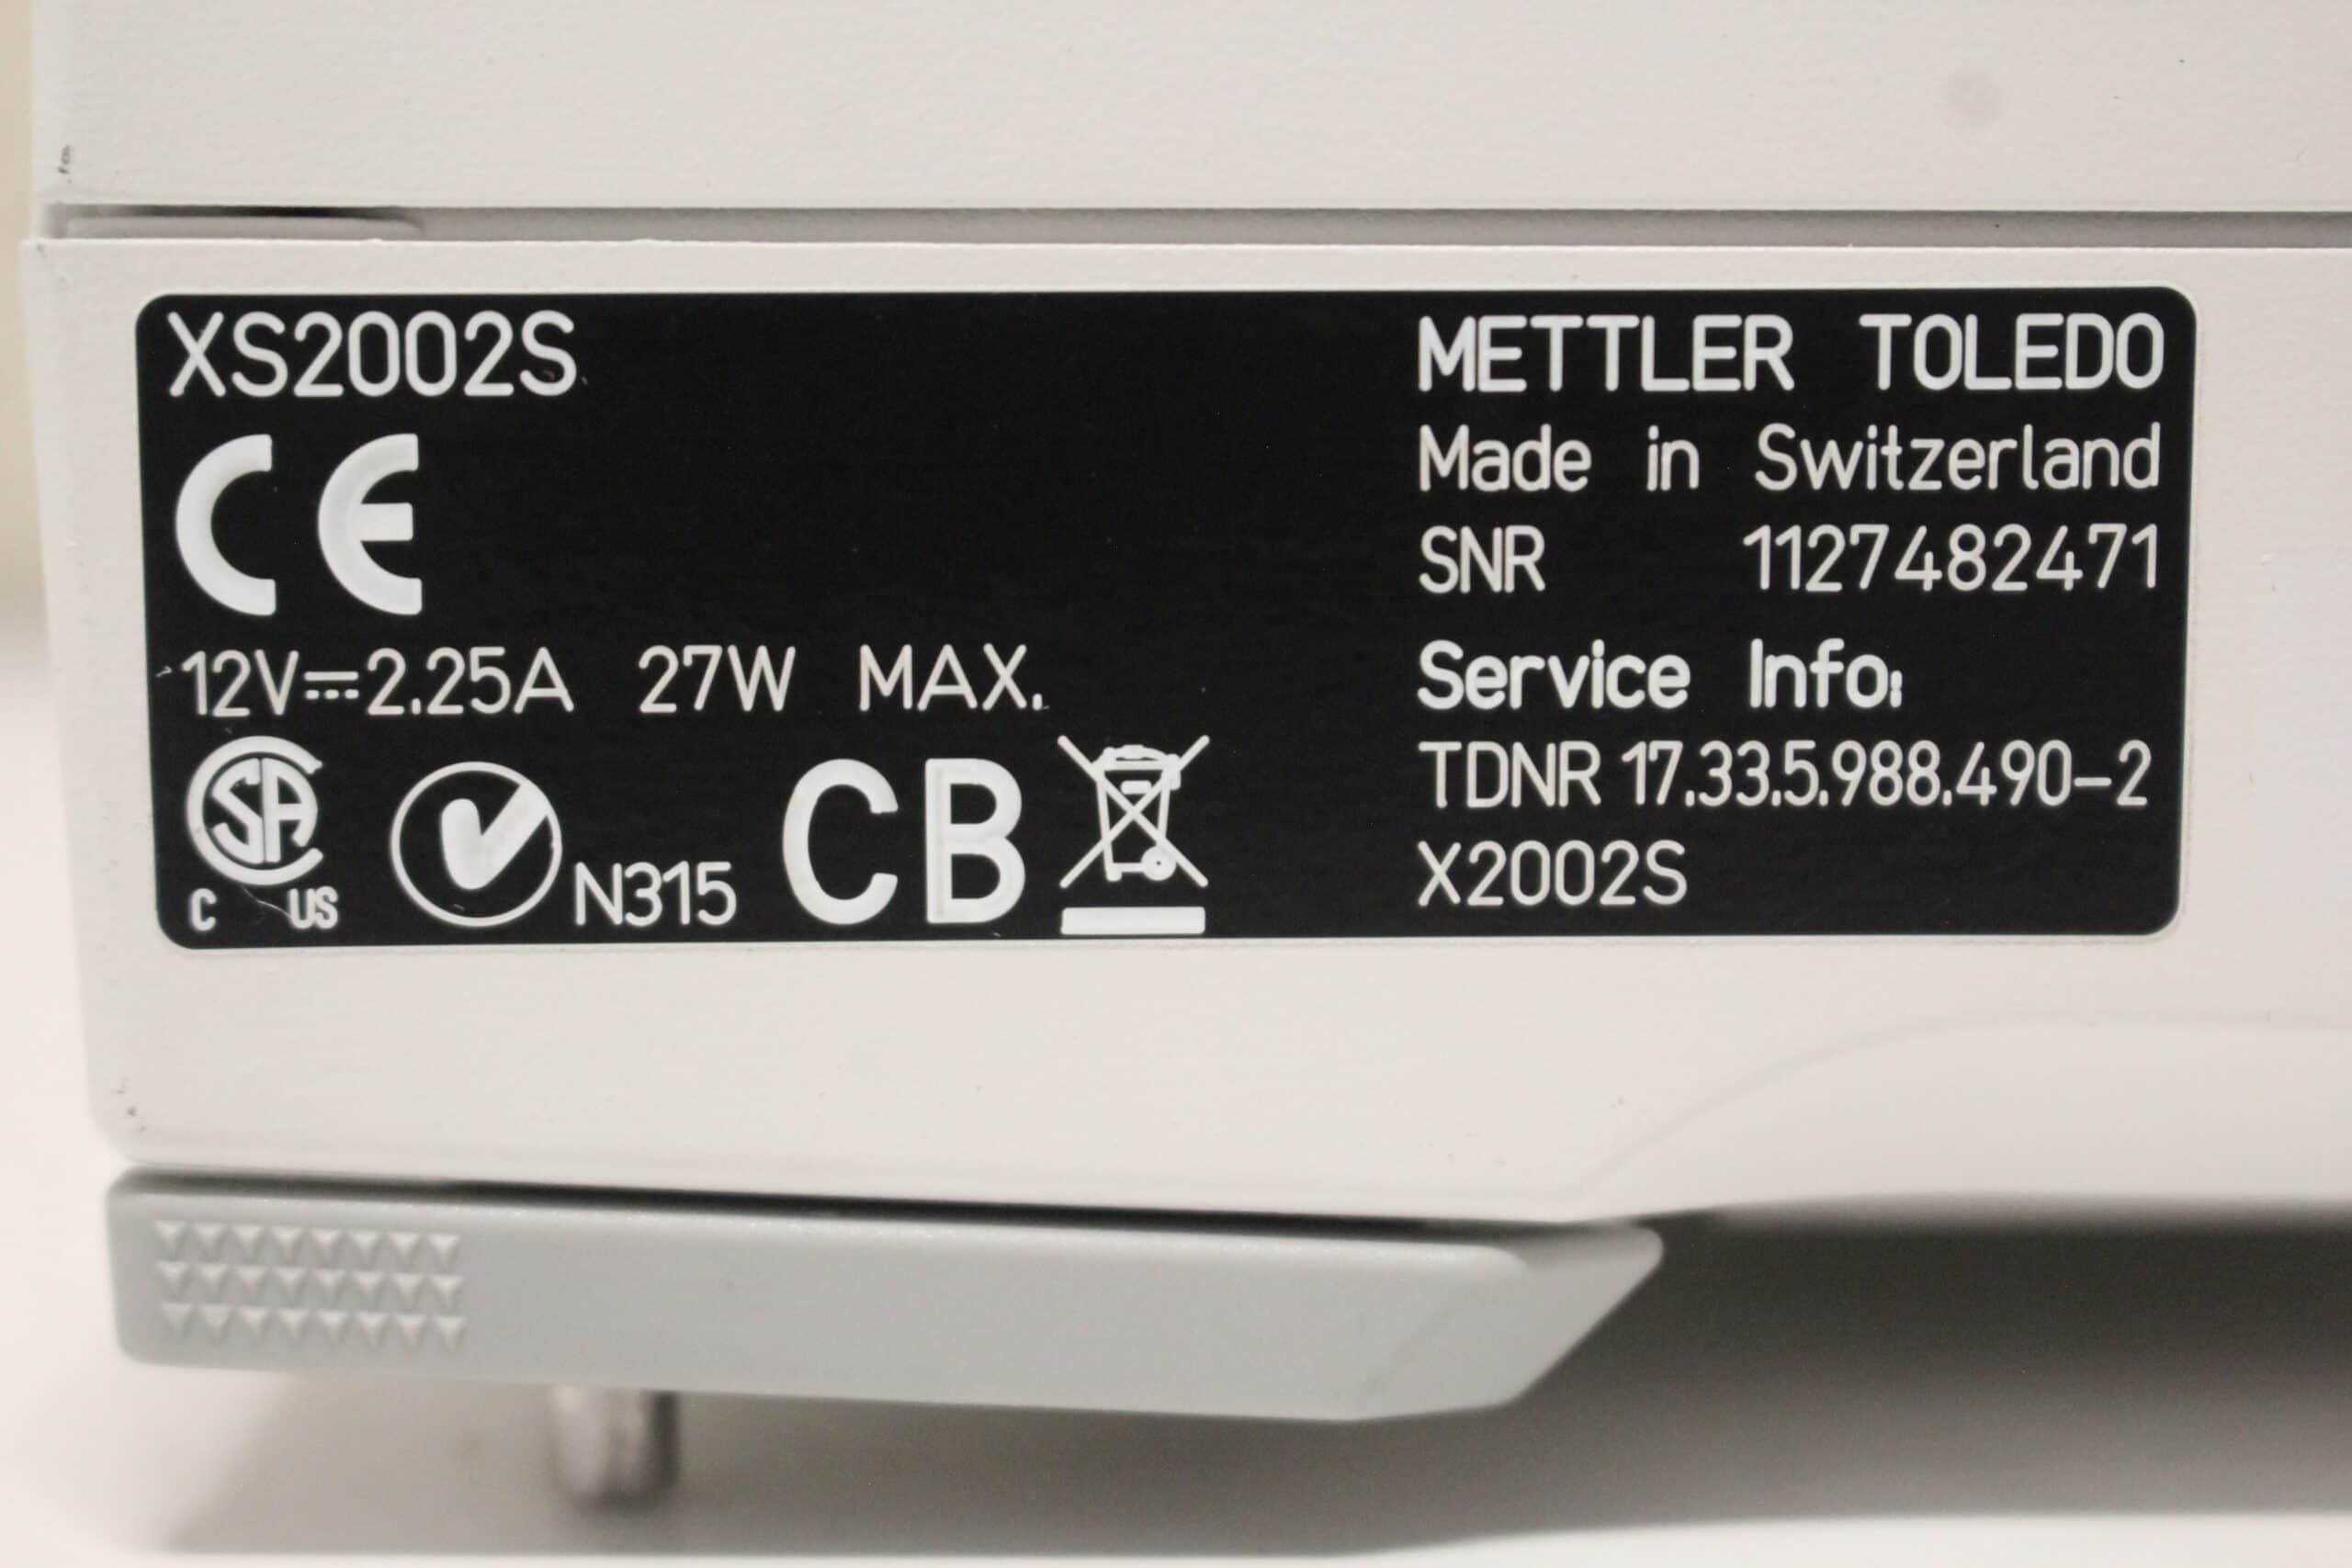 XS2002S
CE
12V⎓2.25A 27W MAX.
SA
C US
N315
CB
METTLER TOLEDO
Made in Switzerland
SNR 1127482471
Service Info:
TDNR 17.33.5.988.490-2
X2002S